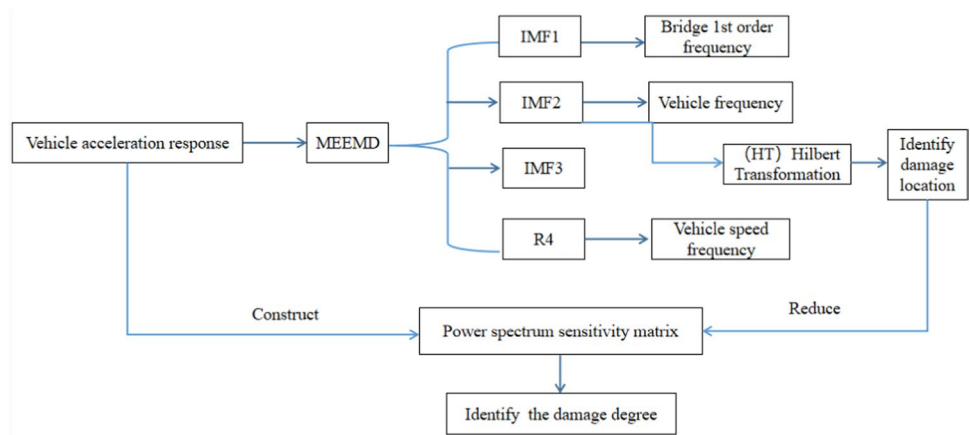 IMF1
Bridge 1st order
frequency
IMF2
Vehicle frequency
Vehicle acceleration response
MEEMD
(HT) Hilbert
Transformation
Identify
damage
location
IMF3
R4
Vehicle speed
frequency
Construct
Reduce
Power spectrum sensitivity matrix
Identify the damage degree